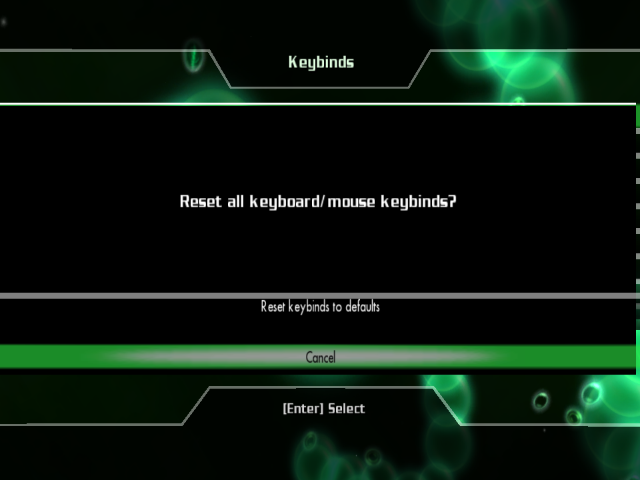 Keybinds
Reset all keyboard/mouse keybinds?
Reset keybinds to defaults
Cancel
[Enter] Select